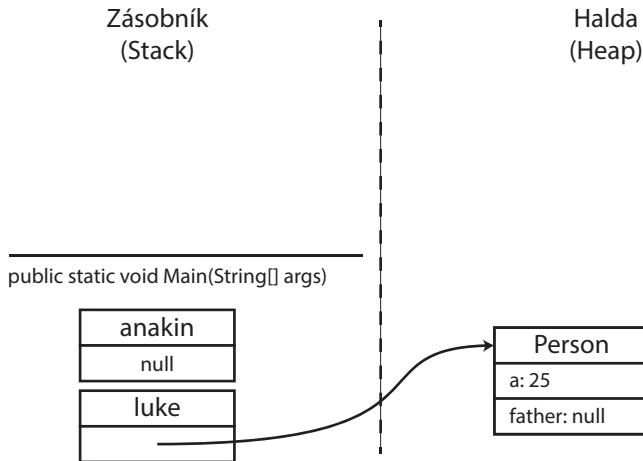 Zásobník
(Stack)
Halda
(Heap)
public static void Main(String[] args)
anakin
null
luke
Person
a: 25
father: null